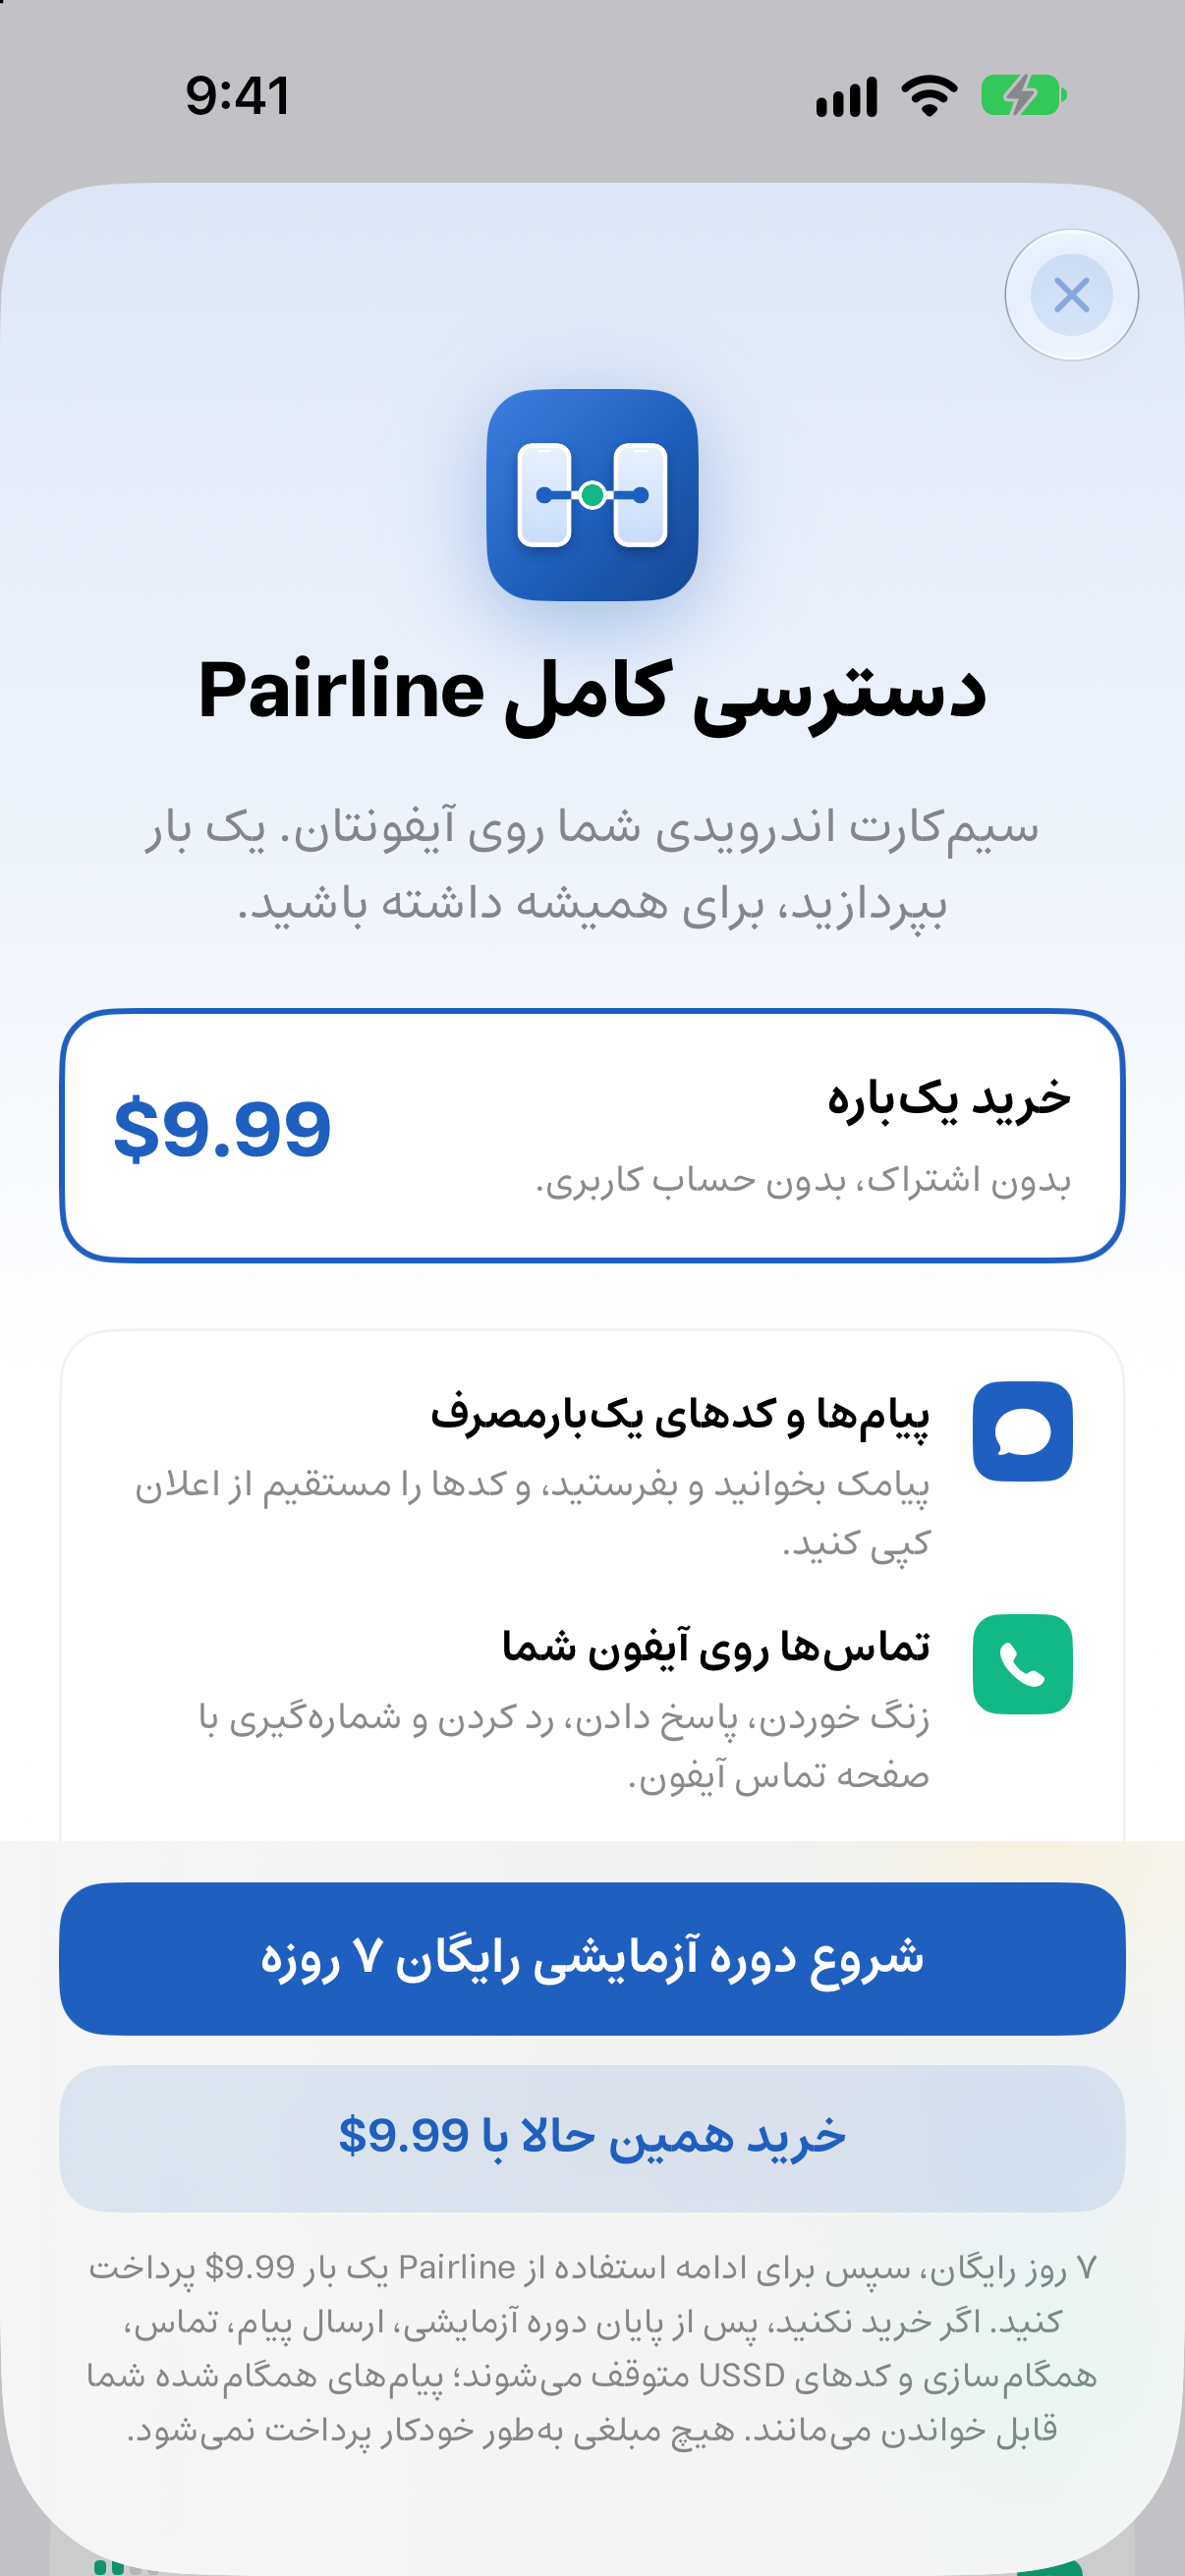 9:41
دسترسی کامل Pairline
سیم‌کارت اندرویدی شما روی آیفونتان. یک بار
بپردازید، برای همیشه داشته باشید.
خرید یک‌باره
$9.99
بدون اشتراک، بدون حساب کاربری.
پیام‌ها و کدهای یک‌بارمصرف
پیامک بخوانید و بفرستید، و کدها را مستقیم از اعلان
کپی کنید.
تماس‌ها روی آیفون شما
زنگ خوردن، پاسخ دادن، رد کردن و شماره‌گیری با
صفحه تماس آیفون.
شروع دوره آزمایشی رایگان ۷ روزه
خرید همین حالا با 9.99$
۷ روز رایگان، سپس برای ادامه استفاده از Pairline یک بار 9.99$ پرداخت
کنید. اگر خرید نکنید، پس از پایان دوره آزمایشی، ارسال پیام، تماس،
همگام‌سازی و کدهای USSD متوقف می‌شوند؛ پیام‌های همگام‌شده شما
قابل خواندن می‌مانند. هیچ مبلغی به‌طور خودکار پرداخت نمی‌شود.